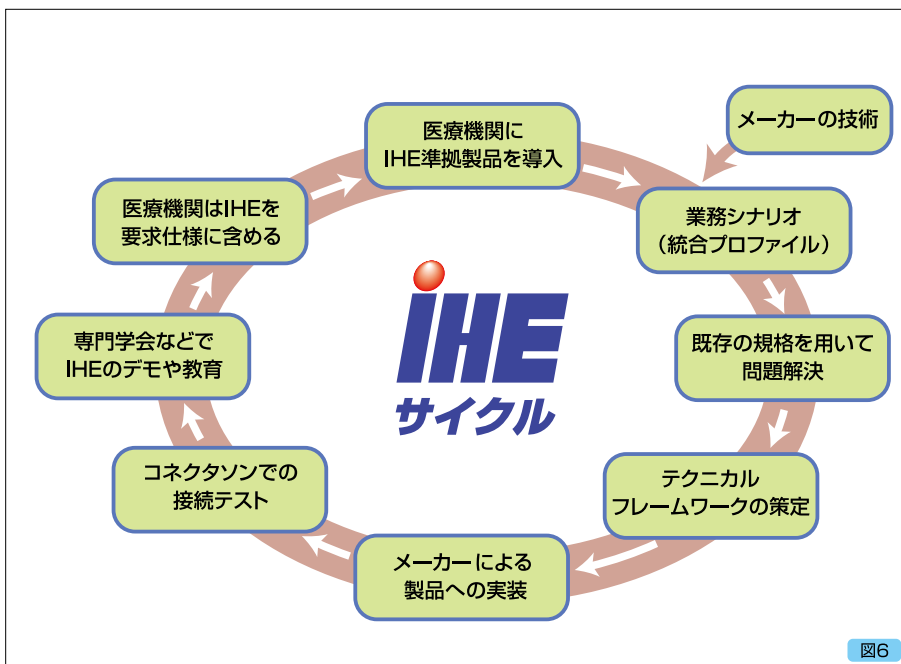 医療機関に
IHE準拠製品を導入
メーカーの技術
業務シナリオ
（統合プロファイル）
既存の規格を用いて
問題解決
テクニカル
フレームワークの策定
メーカーによる
製品への実装
コネクタソンでの
接続テスト
専門学会などで
IHEのデモや教育
医療機関はIHEを
要求仕様に含める
iHE
サイクル
図6